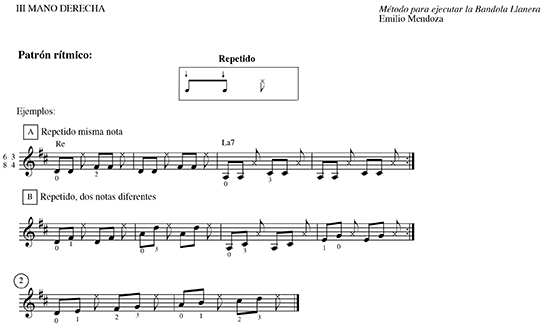 III MANO DERECHA
Método para ejecutar la Bandola Llanera
Emilio Mendoza
Patrón rítmico:
Repetido
Ejemplos:
A Repetido misma nota
Re La7
6 3
8 4
0 2 0 3
B Repetido, dos notas diferentes
0 1 0 3 0 3 1 0
2
0 1 2 3 0 1 2 3